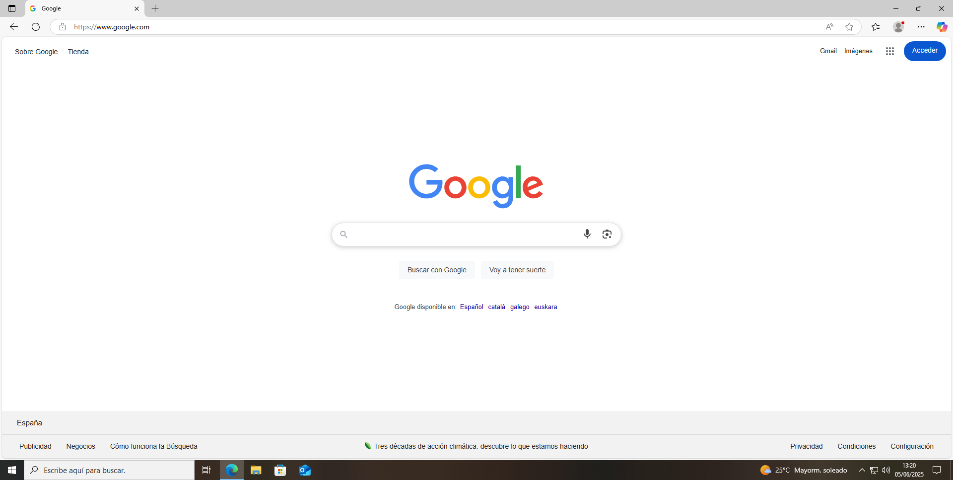 Google
https://www.google.com
Sobre Google Tienda
Gmail Imágenes Acceder
Google
Buscar con Google Voy a tener suerte
Google disponible en: Español català galego euskara
España
Publicidad Negocios Cómo funciona la Búsqueda
Tres décadas de acción climática: descubre lo que estamos haciendo
Privacidad Condiciones Configuración
Escribe aquí para buscar.
25°C Mayorm. soleado
13:20
05/06/2025